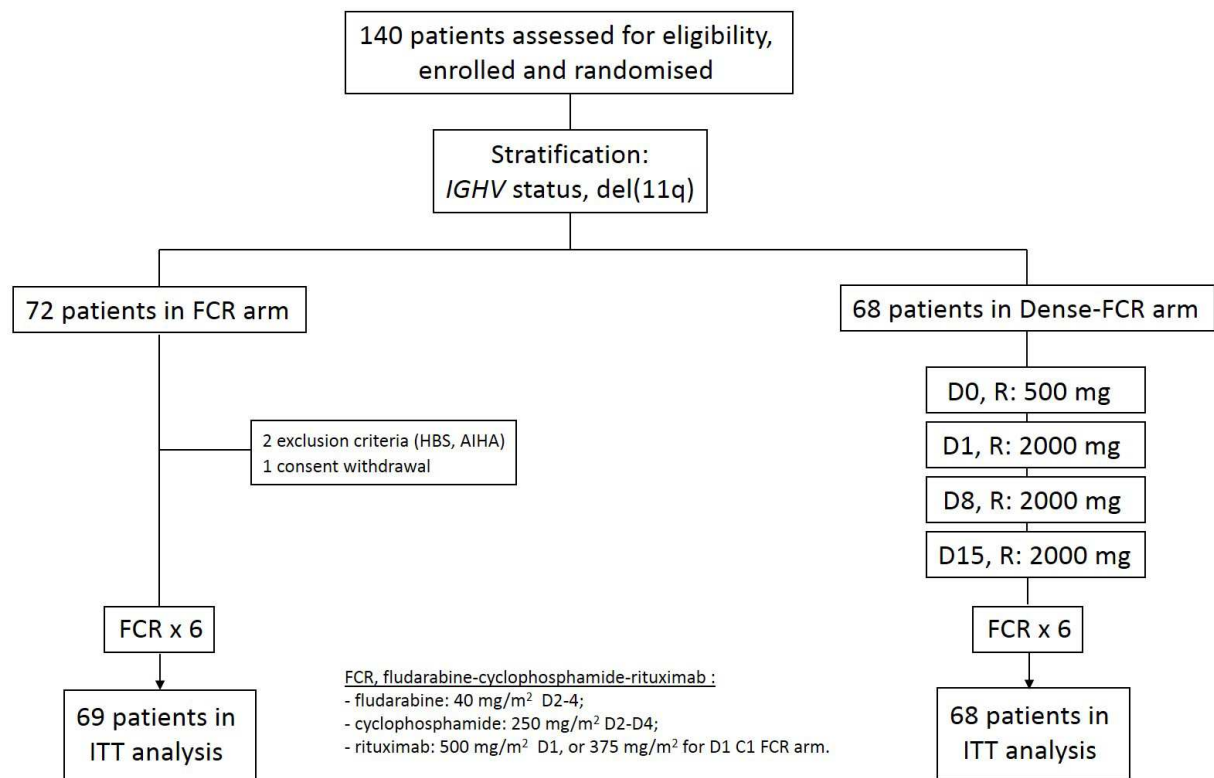 140 patients assessed for eligibility,
enrolled and randomised
Stratification:
IGHV status, del(11q)
72 patients in FCR arm
68 patients in Dense-FCR arm
D0, R: 500 mg
2 exclusion criteria (HBS, AIHA)
1 consent withdrawal
D1, R: 2000 mg
D8, R: 2000 mg
D15, R: 2000 mg
FCR x 6
FCR x 6
69 patients in
ITT analysis
FCR, fludarabine-cyclophosphamide-rituximab :
- fludarabine: 40 mg/m² D2-4;
- cyclophosphamide: 250 mg/m² D2-D4;
- rituximab: 500 mg/m² D1, or 375 mg/m² for D1 C1 FCR arm.
68 patients in
ITT analysis